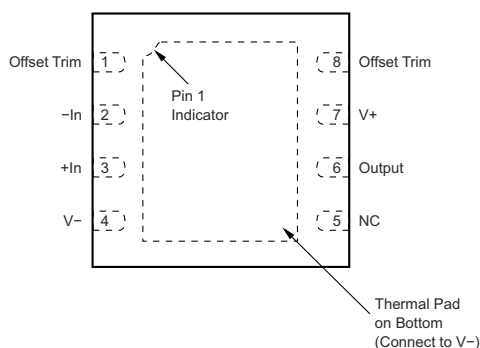 Offset Trim 1
8 Offset Trim
Pin 1
Indicator
−In 2
7 V+
+In 3
6 Output
V− 4
5 NC
Thermal Pad
on Bottom
(Connect to V−)